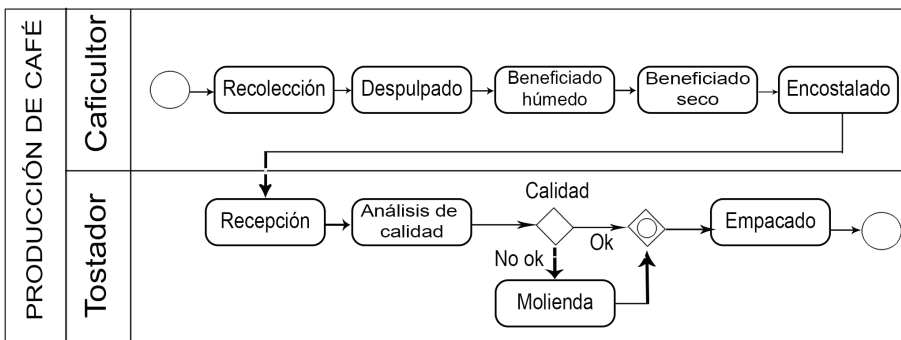 PRODUCCIÓN DE CAFÉ
Caficultor
Recolección
Despulpado
Beneficiado
húmedo
Beneficiado
seco
Encostalado
Tostador
Recepción
Análisis de
calidad
Calidad
Ok
No ok
Molienda
Empacado